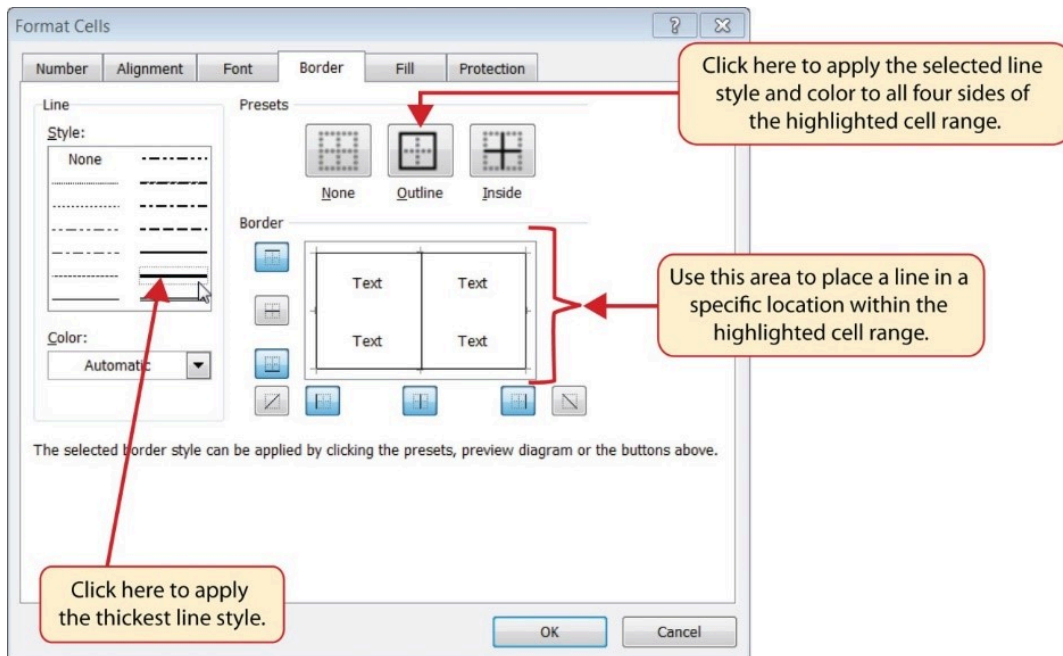 Format Cells
Number Alignment Font Border Fill Protection
Click here to apply the selected line
style and color to all four sides of
the highlighted cell range.
Line
Style:
None
Presets
None Outline Inside
Border
Text Text
Text Text
Use this area to place a line in a
specific location within the
highlighted cell range.
Color:
Automatic
The selected border style can be applied by clicking the presets, preview diagram or the buttons above.
Click here to apply
the thickest line style.
OK Cancel